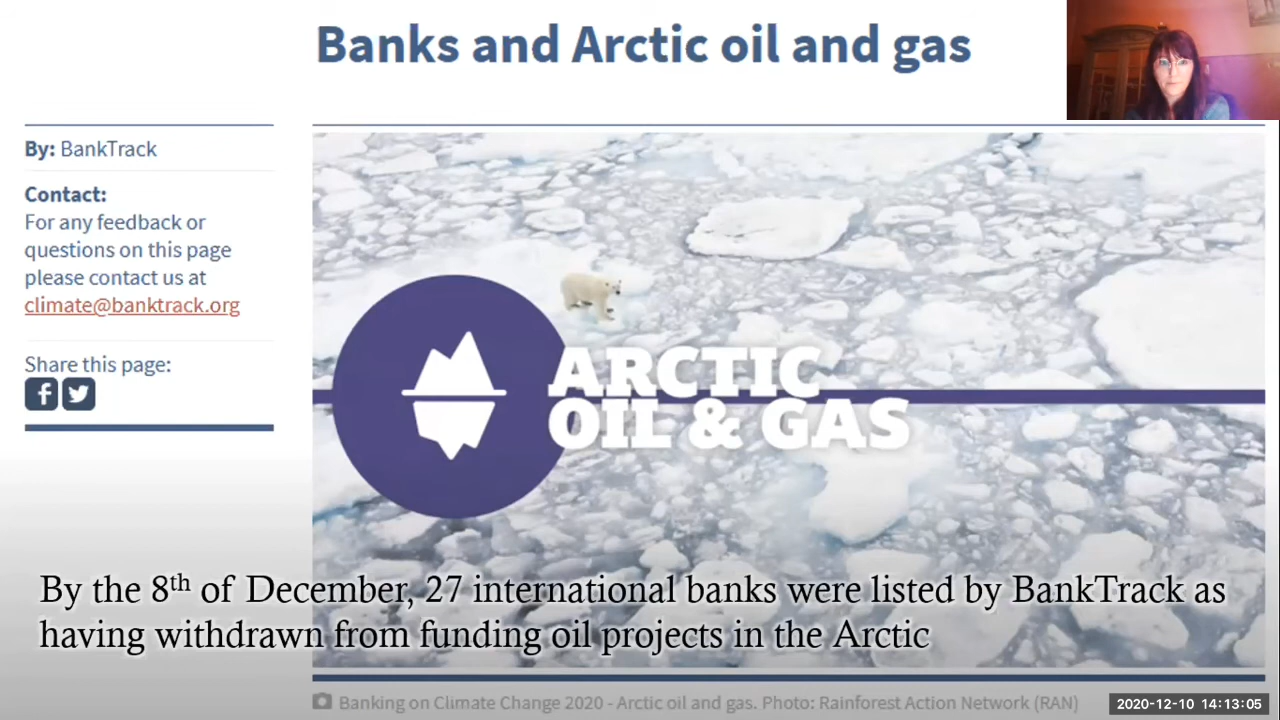 Banks and Arctic oil and gas
By: BankTrack
Contact:
For any feedback or
questions on this page
please contact us at
climate@banktrack.org
Share this page:
ARCTIC
OIL & GAS
By the 8th of December, 27 international banks were listed by BankTrack as
having withdrawn from funding oil projects in the Arctic
Banking on Climate Change 2020 - Arctic oil and gas. Photo: Rainforest Action Network (RAN)
2020-12-10 14:13:05